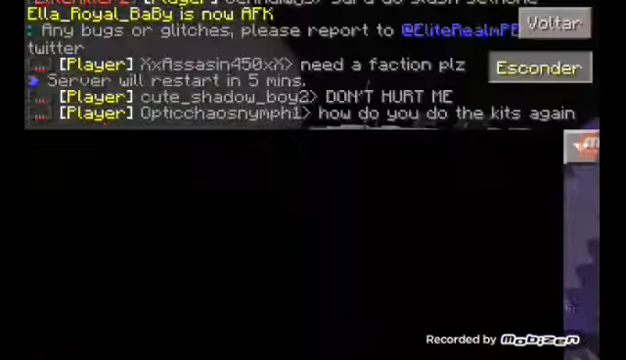 [Player]
Ella_Royal_BaBy is now AFK
Voltar
: Any bugs or glitches, please report to @EliteRealmPE
twitter
[Player] XxAssasin450xX> need a faction plz
Esconder
Server will restart in 5 mins.
[Player] cute_shadow_boy2> DON'T HURT ME
[Player] Opticchaosnymph1> how do you do the kits again
Recorded by mobizen